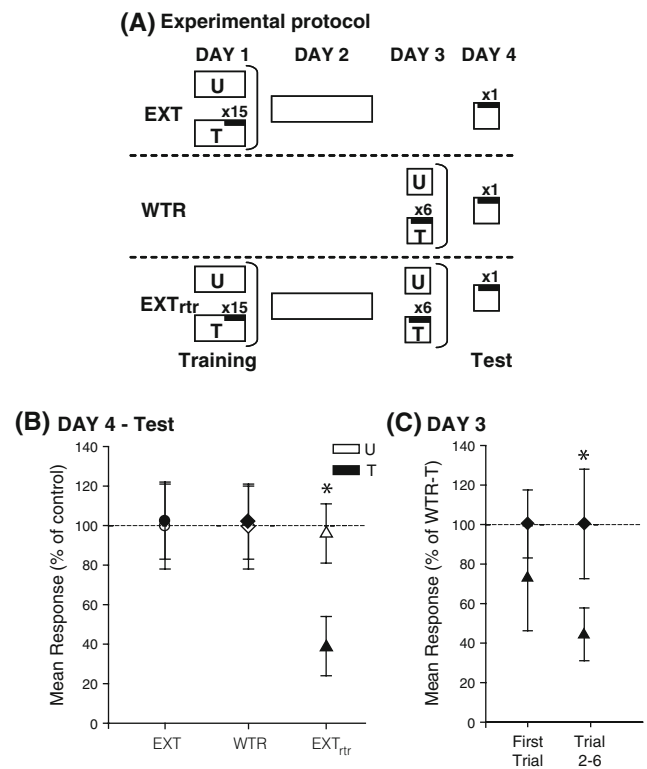 (A) Experimental protocol
DAY 1 DAY 2 DAY 3 DAY 4
U
EXT x15 x1
T
U
WTR x6 x1
T
U U x1
EXTrtr x15 x6
T T
Training Test
(B) DAY 4 - Test
U
T
Mean Response (% of control)
140
120
100
80
60
40
20
0
*
EXT WTR EXTrtr
(C) DAY 3
Mean Response (% of WTR-T)
140
120
100
80
60
40
20
0
*
First Trial
Trial 2-6